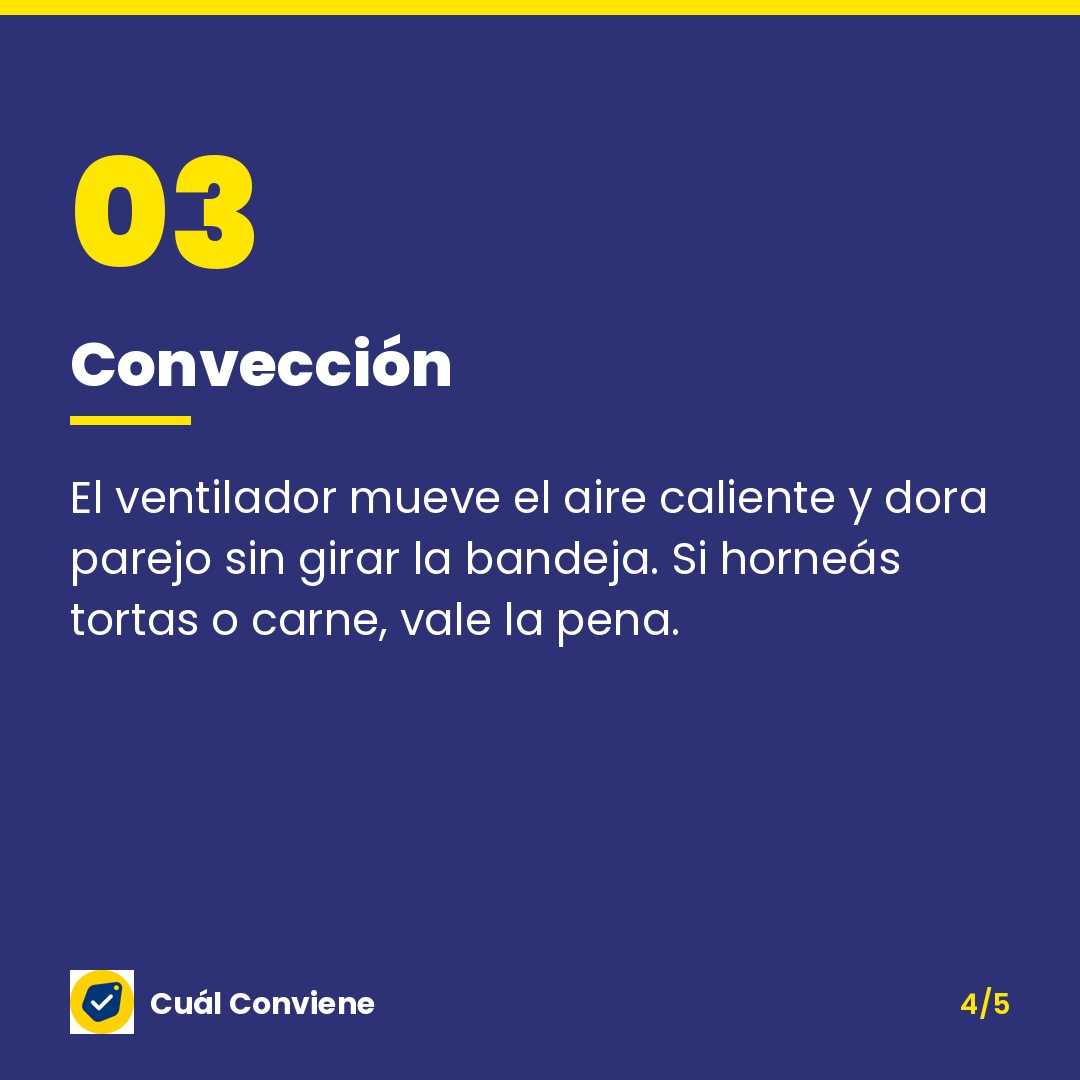 03
Convección
El ventilador mueve el aire caliente y dora
parejo sin girar la bandeja. Si horneás
tortas o carne, vale la pena.
Cuál Conviene
4/5